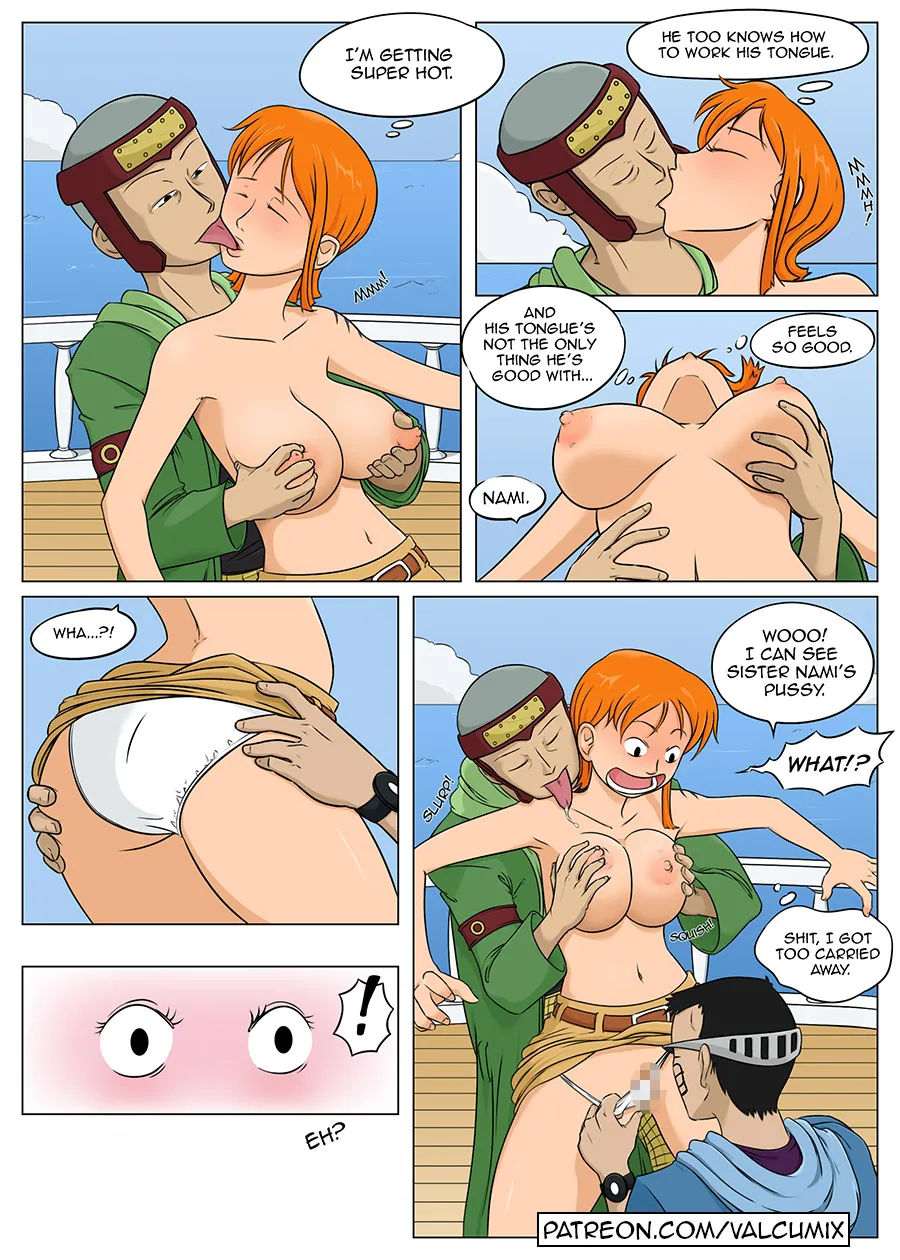 I'M GETTING
SUPER HOT.
MMM!
HE TOO KNOWS HOW
TO WORK HIS TONGUE.
MMMH!
AND
HIS TONGUE'S
NOT THE ONLY
THING HE'S
GOOD WITH...
FEELS
SO GOOD.
NAMI.
WHA...?!
!
EH?
WOOO!
I CAN SEE
SISTER NAMI'S
PUSSY.
WHAT!?
SLURP!
SQUISH!
SHIT, I GOT
TOO CARRIED
AWAY.
PATREON.COM/VALCUMIX